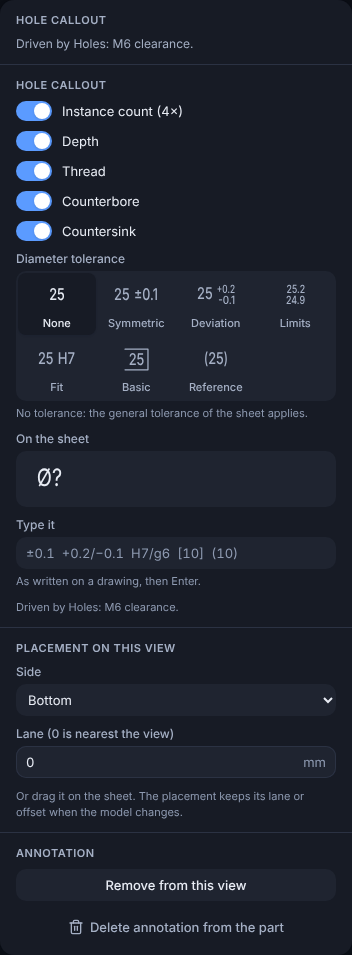 HOLE CALLOUT
Driven by Holes: M6 clearance.
HOLE CALLOUT
Instance count (4×)
Depth
Thread
Counterbore
Countersink
Diameter tolerance
25
25 ±0.1
25 +0.2 -0.1
25.2 24.9
None
Symmetric
Deviation
Limits
25 H7
25
(25)
Fit
Basic
Reference
No tolerance: the general tolerance of the sheet applies.
On the sheet
Ø?
Type it
±0.1 +0.2/−0.1 H7/g6 [10] (10)
As written on a drawing, then Enter.
Driven by Holes: M6 clearance.
PLACEMENT ON THIS VIEW
Side
Bottom
Lane (0 is nearest the view)
0 mm
Or drag it on the sheet. The placement keeps its lane or
offset when the model changes.
ANNOTATION
Remove from this view
Delete annotation from the part